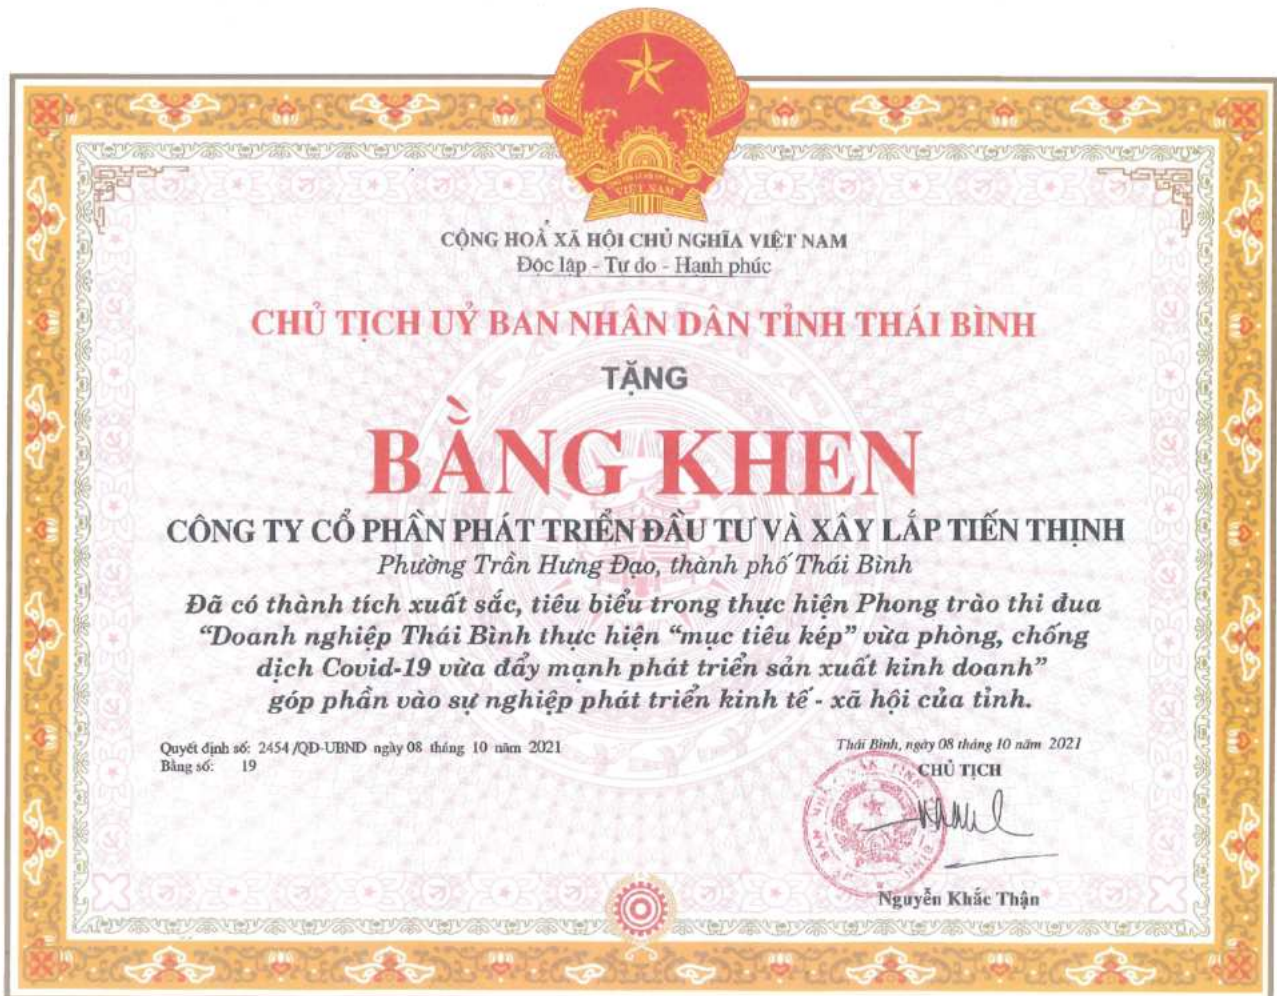 VIỆT NAM
CỘNG HOÀ XÃ HỘI CHỦ NGHĨA VIỆT NAM
Độc lập - Tự do - Hạnh phúc
CHỦ TỊCH UỶ BAN NHÂN DÂN TỈNH THÁI BÌNH
TẶNG
BẰNG KHEN
CÔNG TY CỔ PHẦN PHÁT TRIỂN ĐẦU TƯ VÀ XÂY LẮP TIẾN THỊNH
Phường Trần Hưng Đạo, thành phố Thái Bình
Đã có thành tích xuất sắc, tiêu biểu trong thực hiện Phong trào thi đua
“Doanh nghiệp Thái Bình thực hiện “mục tiêu kép” vừa phòng, chống
dịch Covid-19 vừa đẩy mạnh phát triển sản xuất kinh doanh”
góp phần vào sự nghiệp phát triển kinh tế - xã hội của tỉnh.
Quyết định số: 2454 /QĐ-UBND ngày 08 tháng 10 năm 2021
Bằng số: 19
Thái Bình, ngày 08 tháng 10 năm 2021
CHỦ TỊCH
Nguyễn Khắc Thận